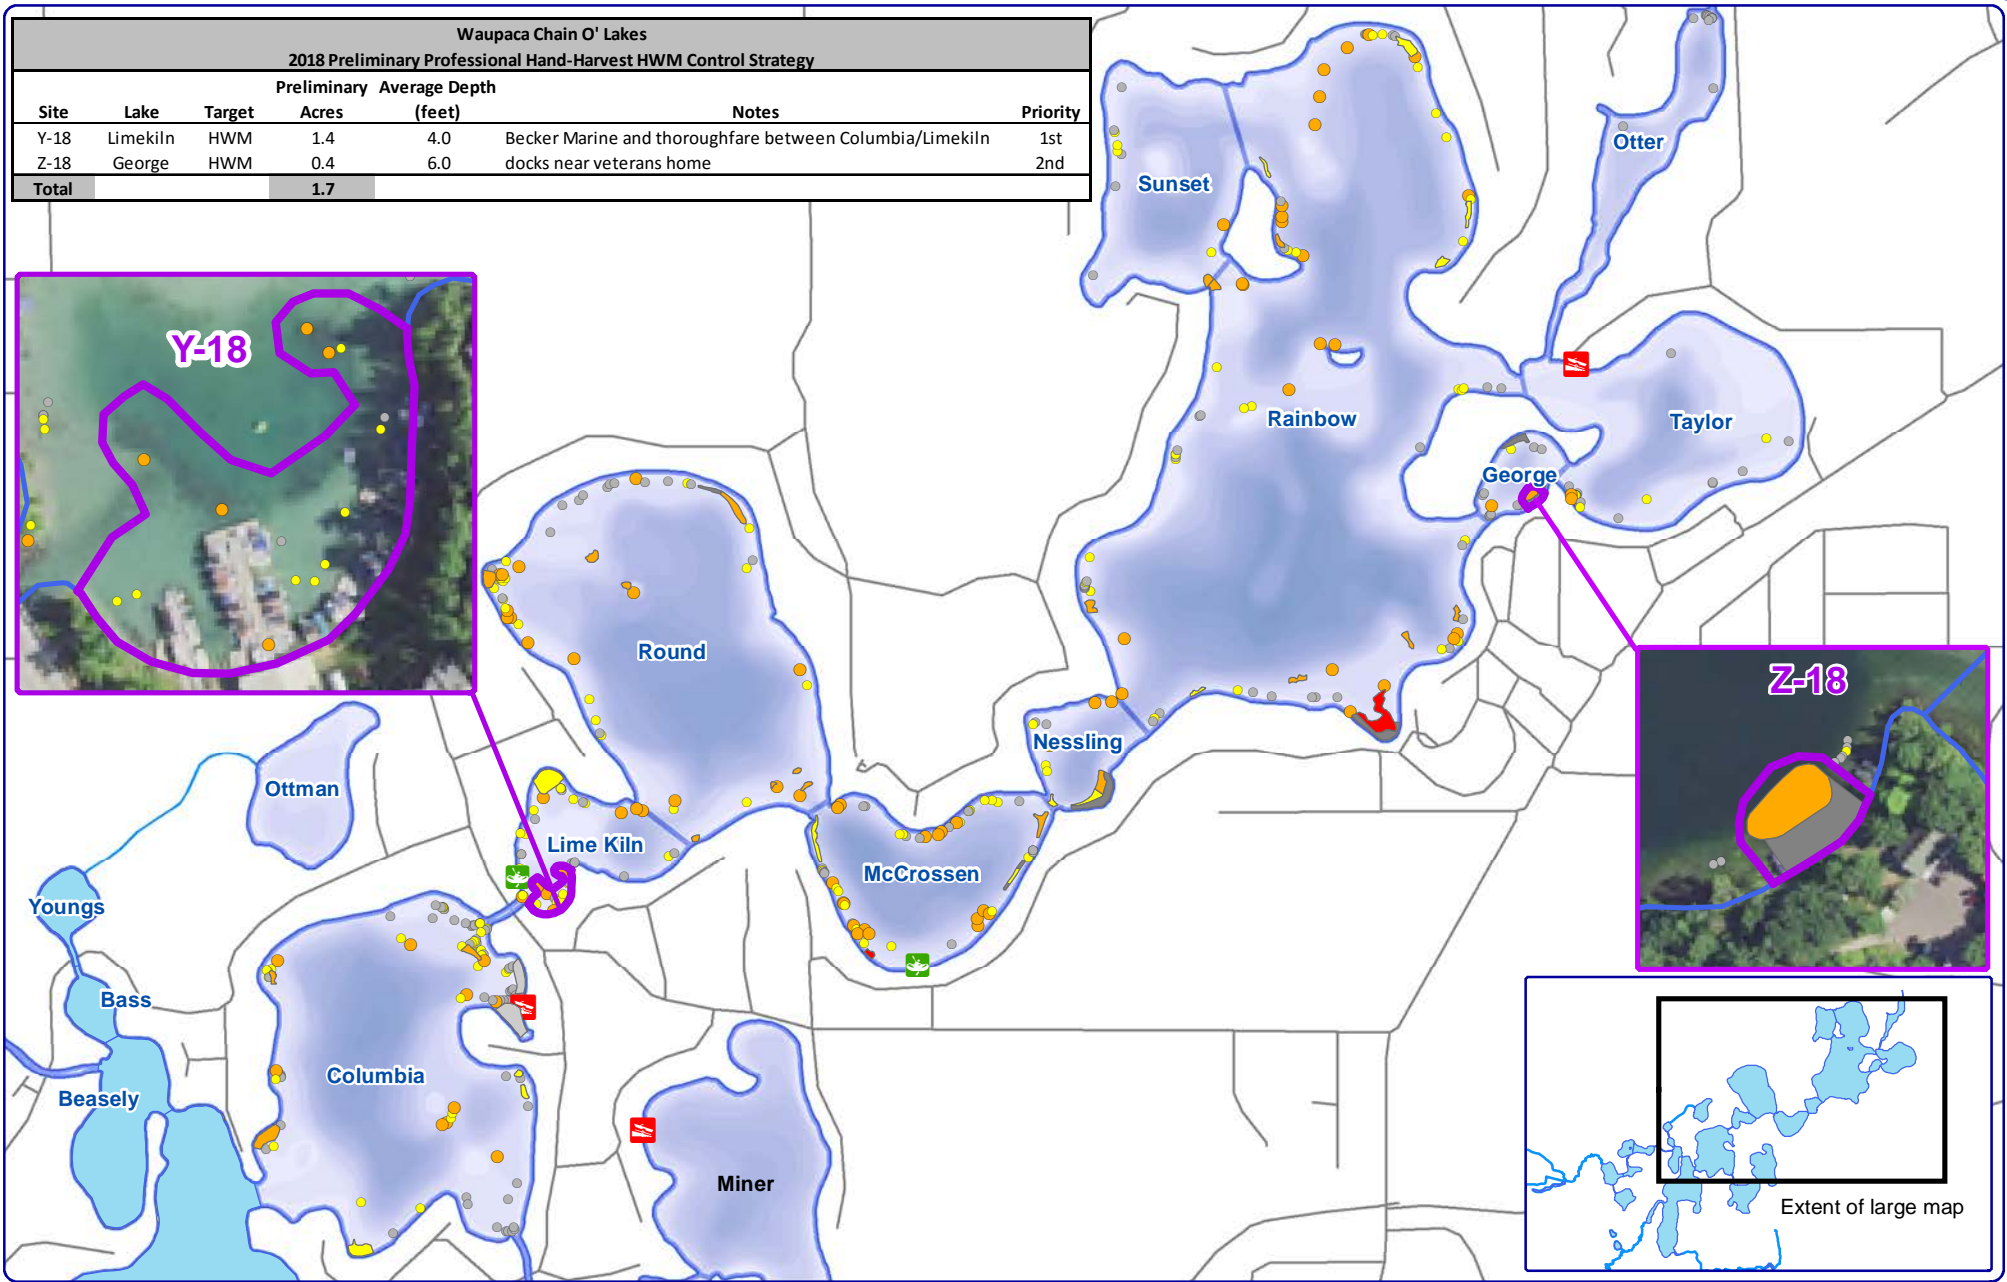 Waupaca Chain O' Lakes
2018 Preliminary Professional Hand-Harvest HWM Control Strategy
Preliminary Average Depth
Site Lake Target Acres (feet) Notes Priority
Y-18 Limekiln HWM 1.4 4.0 Becker Marine and thoroughfare between Columbia/Limekiln 1st
Z-18 George HWM 0.4 6.0 docks near veterans home 2nd
Total 1.7
Otter
Sunset
Y-18
Rainbow
Taylor
George
Round
Z-18
Nessling
Ottman
Lime Kiln
McCrossen
Youngs
Bass
Columbia
Beasely
Miner
Extent of large map